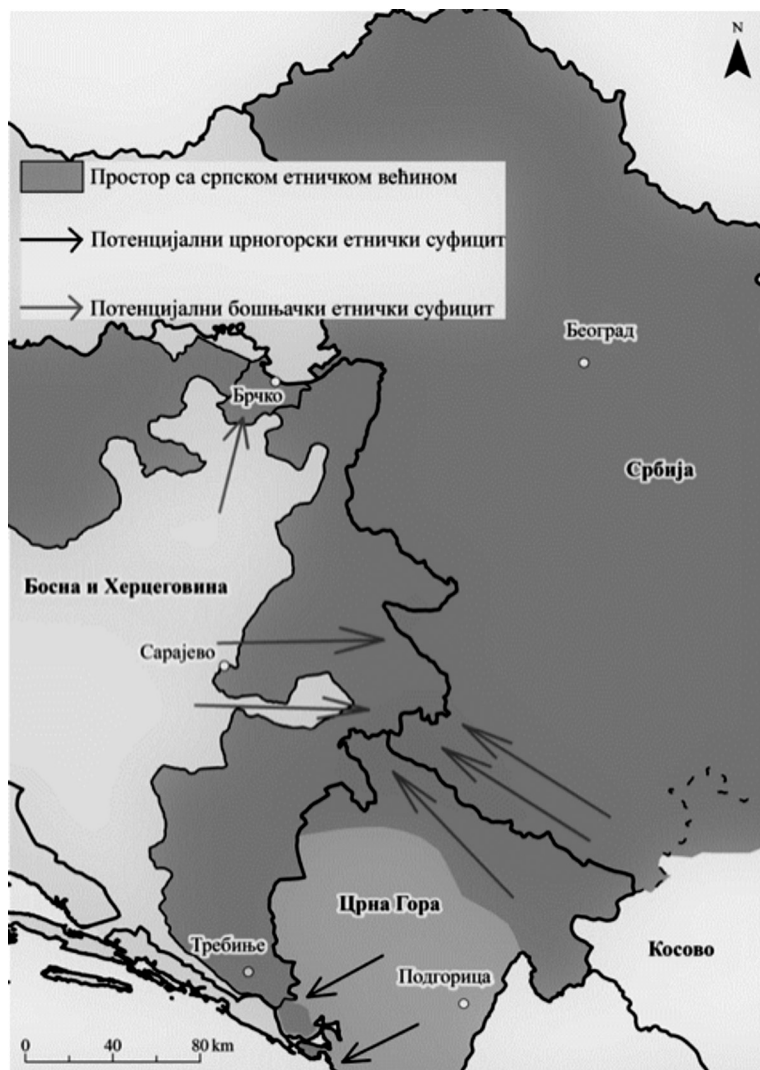 N
Простор са српском етничком већином
Потенцијални црногорски етнички суфицит
Потенцијални бошњачки етнички суфицит
Београд
Брчко
Србија
Босна и Херцеговина
Сарајево
Црна Гора
Требиње
Косово
Подгорица
0 40 80 km